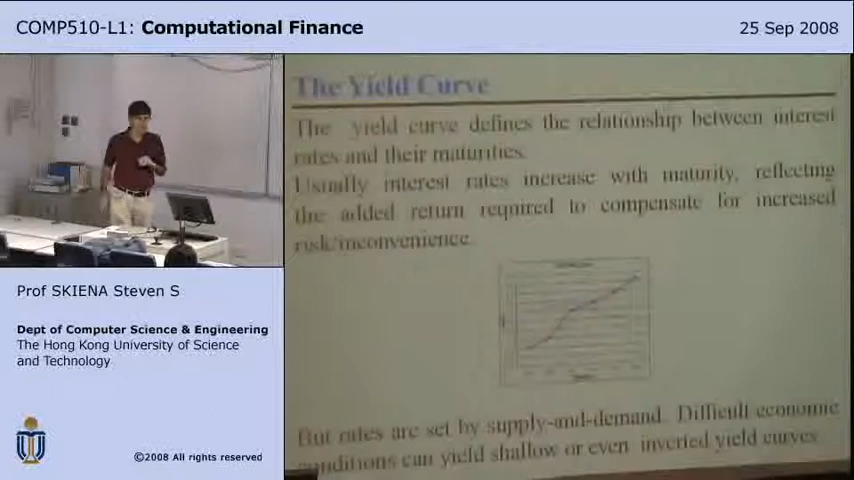 COMP510-L1: Computational Finance
25 Sep 2008
The Yield Curve
The yield curve defines the relationship between interest
rates and their maturities.
Usually interest rates increase with maturity, reflecting
the added return required to compensate for increased
risk/inconvenience.
But rates are set by supply-and-demand. Difficult economic
conditions can yield shallow or even inverted yield curves.
Prof SKIENA Steven S
Dept of Computer Science & Engineering
The Hong Kong University of Science
and Technology
©2008 All rights reserved